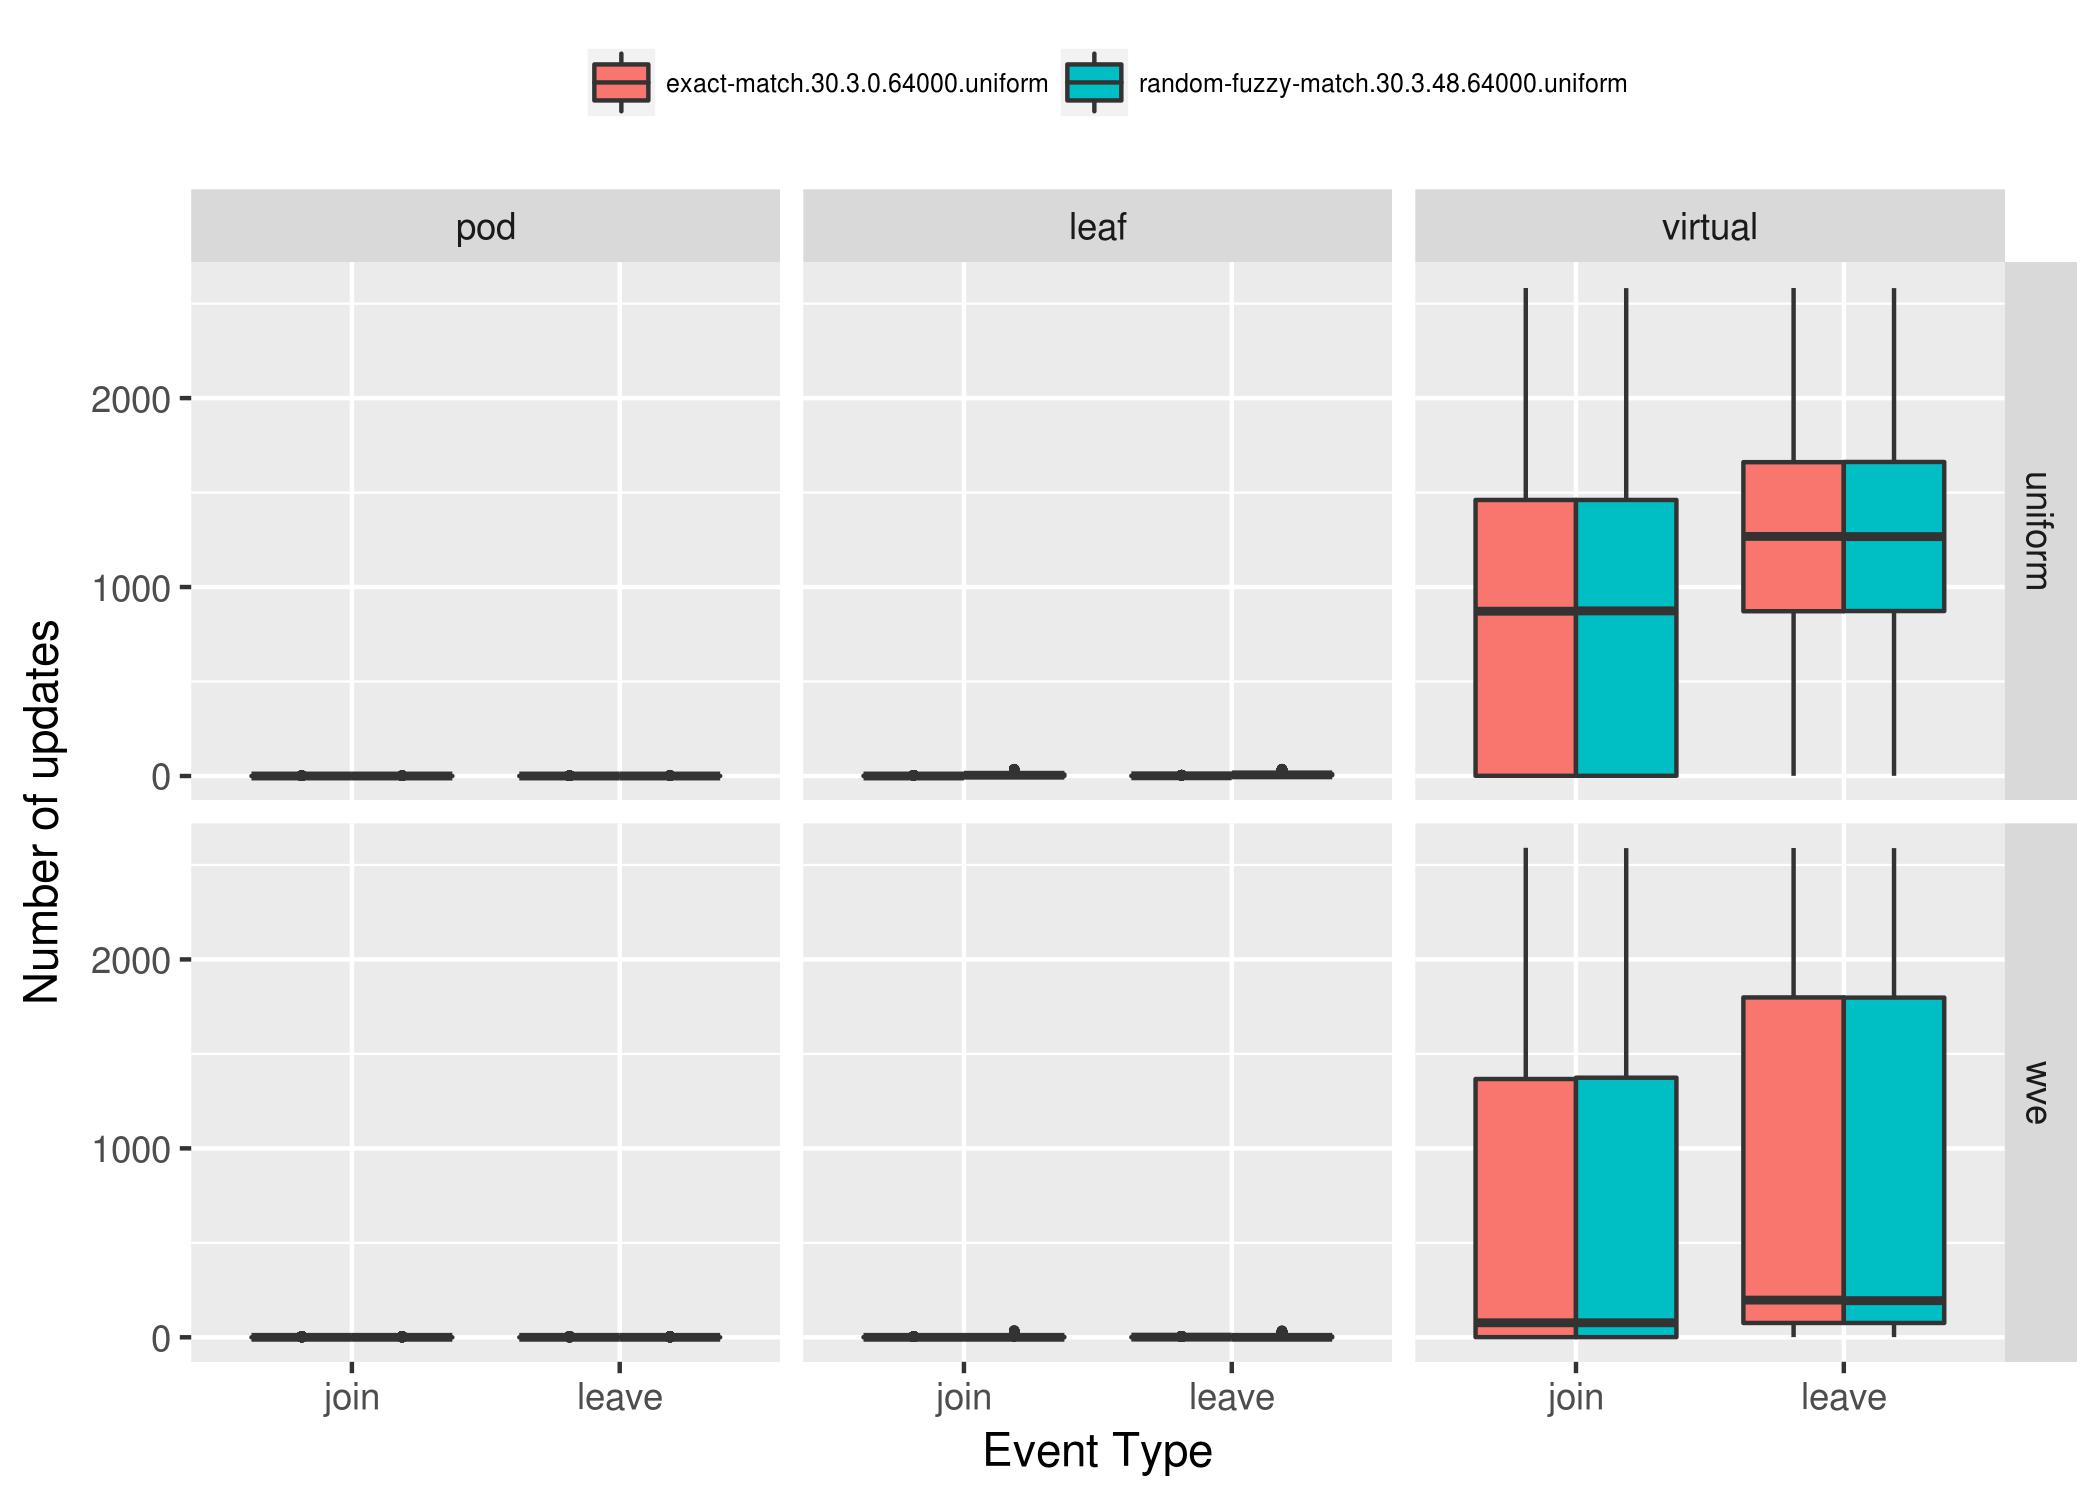 exact-match.30.3.0.64000.uniform random-fuzzy-match.30.3.48.64000.uniform
pod leaf virtual
Number of updates
2000
1000
0
uniform
2000
1000
0
wve
join leave join leave join leave
Event Type